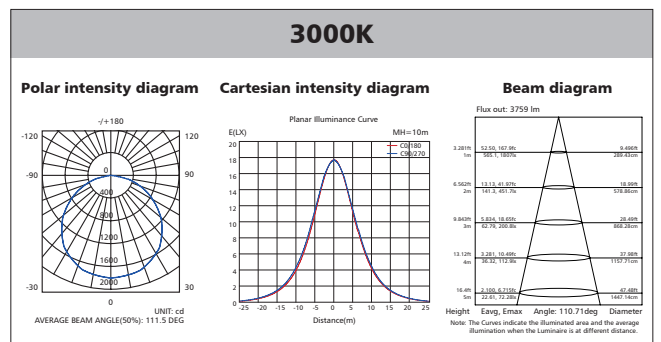 3000K
Polar intensity diagram
Cartesian intensity diagram
Beam diagram
-/+180
-120
120
-90
90
-30
30
0
0
400
800
1200
1600
2000
UNIT: cd
AVERAGE BEAM ANGLE(50%): 111.5 DEG
Planar Illuminance Curve
E(LX)
MH=10m
C0/180
C90/270
20
18
16
14
12
10
8
6
4
2
0
-25 -20 -15 -10 -5 0 5 10 15 20 25
Distance(m)
Flux out: 3759 lm
3.281ft 52.50, 167.9fc 9.496ft
1m 565.1, 1807lx 289.43cm
6.562ft 13.13, 41.97fc 18.99ft
2m 141.3, 451.7lx 578.86cm
9.843ft 5.834, 18.65fc 28.49ft
3m 62.79, 200.8lx 868.28cm
13.12ft 3.281, 10.49fc 37.98ft
4m 36.32, 112.9lx 1157.71cm
16.4ft 2.100, 6.715fc 47.48ft
5m 22.61, 72.28lx 1447.14cm
Height Eavg, Emax Angle: 110.71deg Diameter
Note: The Curves indicate the illuminated area and the average
illumination when the Luminaire is at different distance.